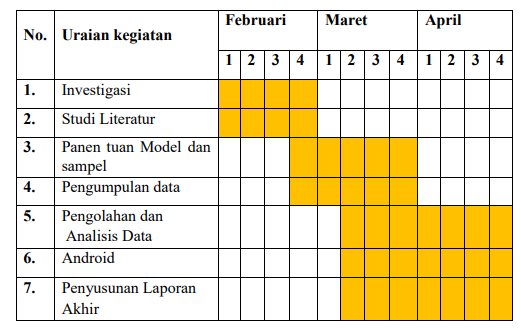 No. Uraian kegiatan Februari Maret April
1 2 3 4 1 2 3 4 1 2 3 4
1. Investigasi
2. Studi Literatur
3. Panen tuan Model dan
sampel
4. Pengumpulan data
5. Pengolahan dan
Analisis Data
6. Android
7. Penyusunan Laporan
Akhir